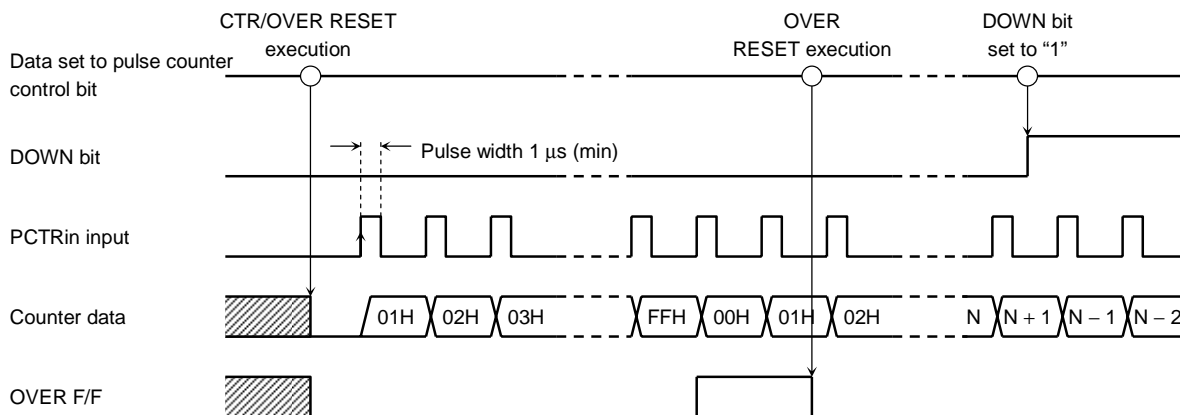 CTR/OVER RESET
execution
OVER
RESET execution
DOWN bit
set to “1”
Data set to pulse counter
control bit
DOWN bit
Pulse width 1 μs (min)
PCTRin input
Counter data
01H 02H 03H FFH 00H 01H 02H N N + 1 N − 1 N − 2
OVER F/F